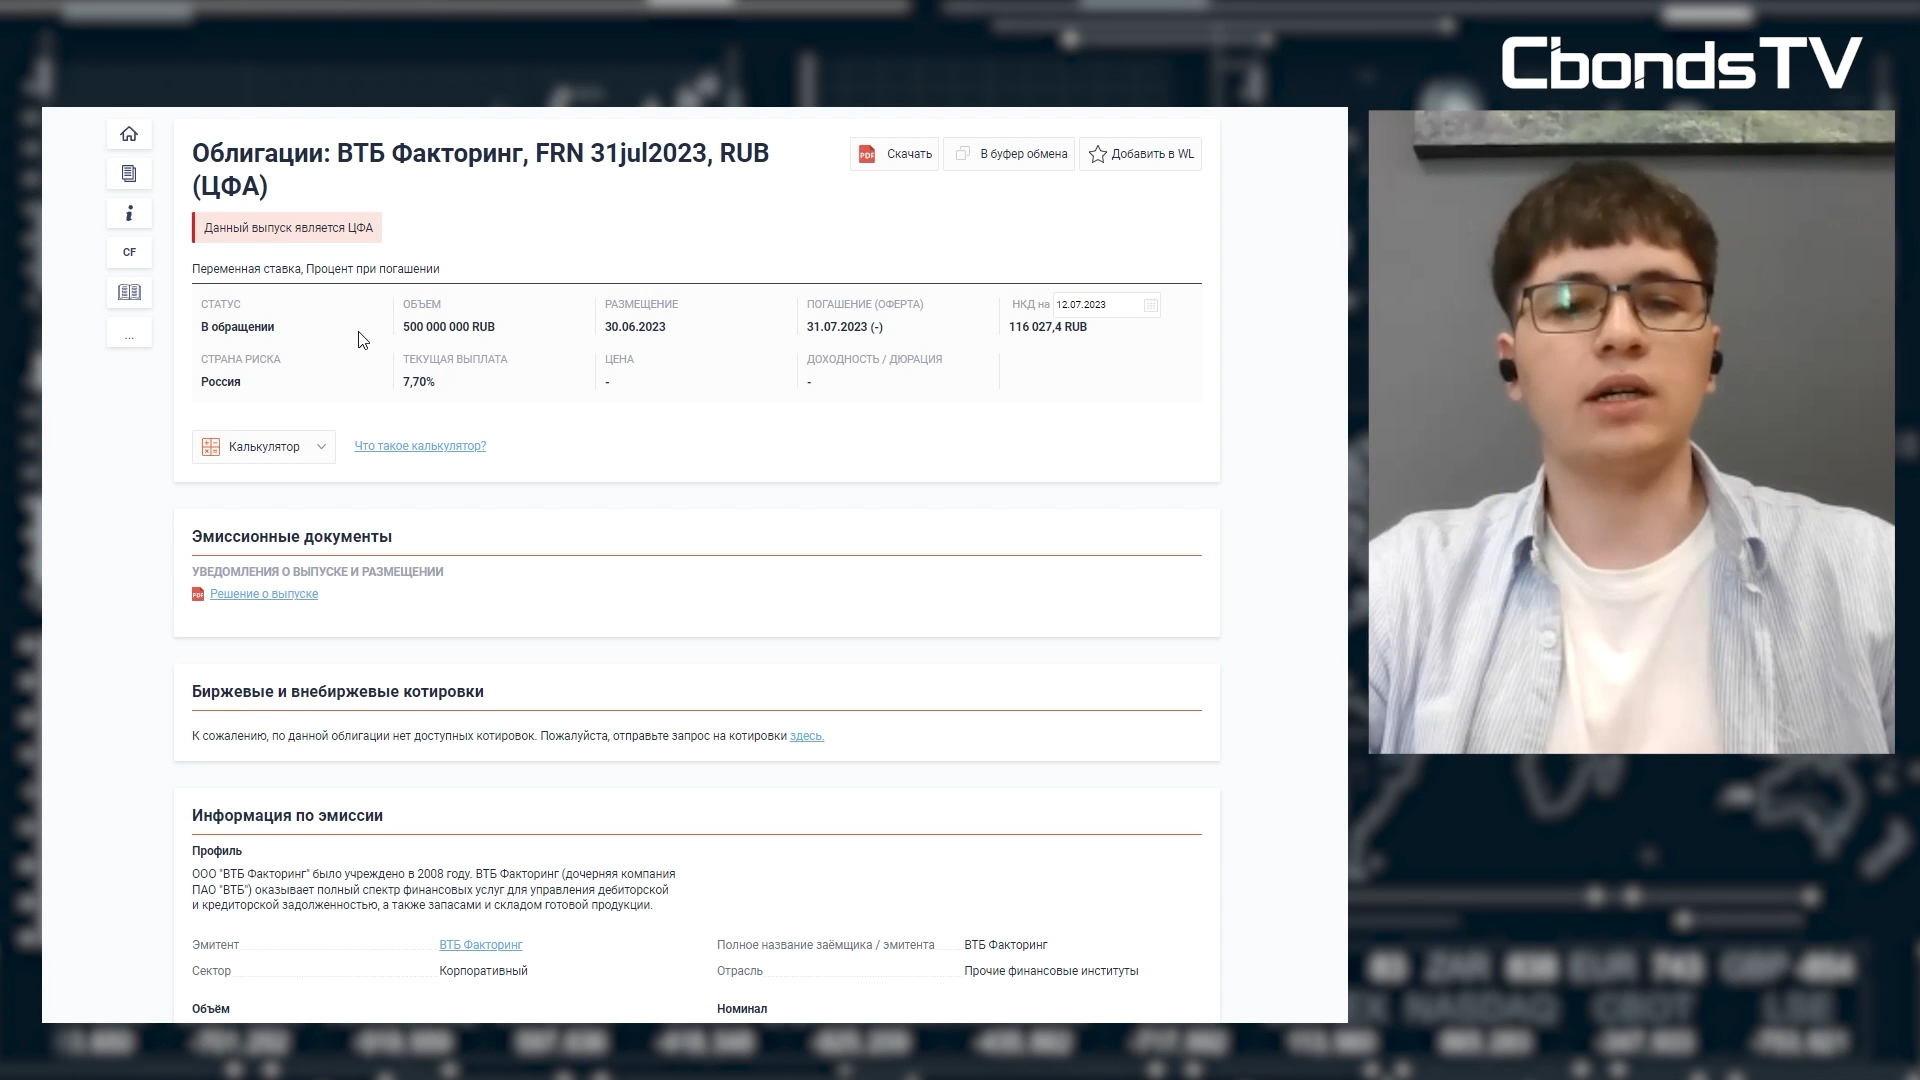 CbondsTV
Облигации: ВТБ Факторинг, FRN 31jul2023, RUB
(ЦФА)
Скачать
В буфер обмена
Добавить в WL
Данный выпуск является ЦФА
Переменная ставка, Процент при погашении
СТАТУС
В обращении
ОБЪЕМ
500 000 000 RUB
РАЗМЕЩЕНИЕ
30.06.2023
ПОГАШЕНИЕ (ОФЕРТА)
31.07.2023 (-)
НКД на 12.07.2023
116 027,4 RUB
СТРАНА РИСКА
Россия
ТЕКУЩАЯ ВЫПЛАТА
7,70%
ЦЕНА
-
ДОХОДНОСТЬ / ДЮРАЦИЯ
-
CF
...
Калькулятор
Что такое калькулятор?
Эмиссионные документы
УВЕДОМЛЕНИЯ О ВЫПУСКЕ И РАЗМЕЩЕНИИ
PDF Решение о выпуске
Биржевые и внебиржевые котировки
К сожалению, по данной облигации нет доступных котировок. Пожалуйста, отправьте запрос на котировки здесь.
Информация по эмиссии
Профиль
ООО "ВТБ Факторинг" было учреждено в 2008 году. ВТБ Факторинг (дочерняя компания
ПАО "ВТБ") оказывает полный спектр финансовых услуг для управления дебиторской
и кредиторской задолженностью, а также запасами и складом готовой продукции.
Эмитент ВТБ Факторинг
Полное название заёмщика / эмитента ВТБ Факторинг
Сектор Корпоративный
Отрасль Прочие финансовые институты
Объём
Номинал
NASDAQ
CBOT
LSE
ZAR
EUR
GBP